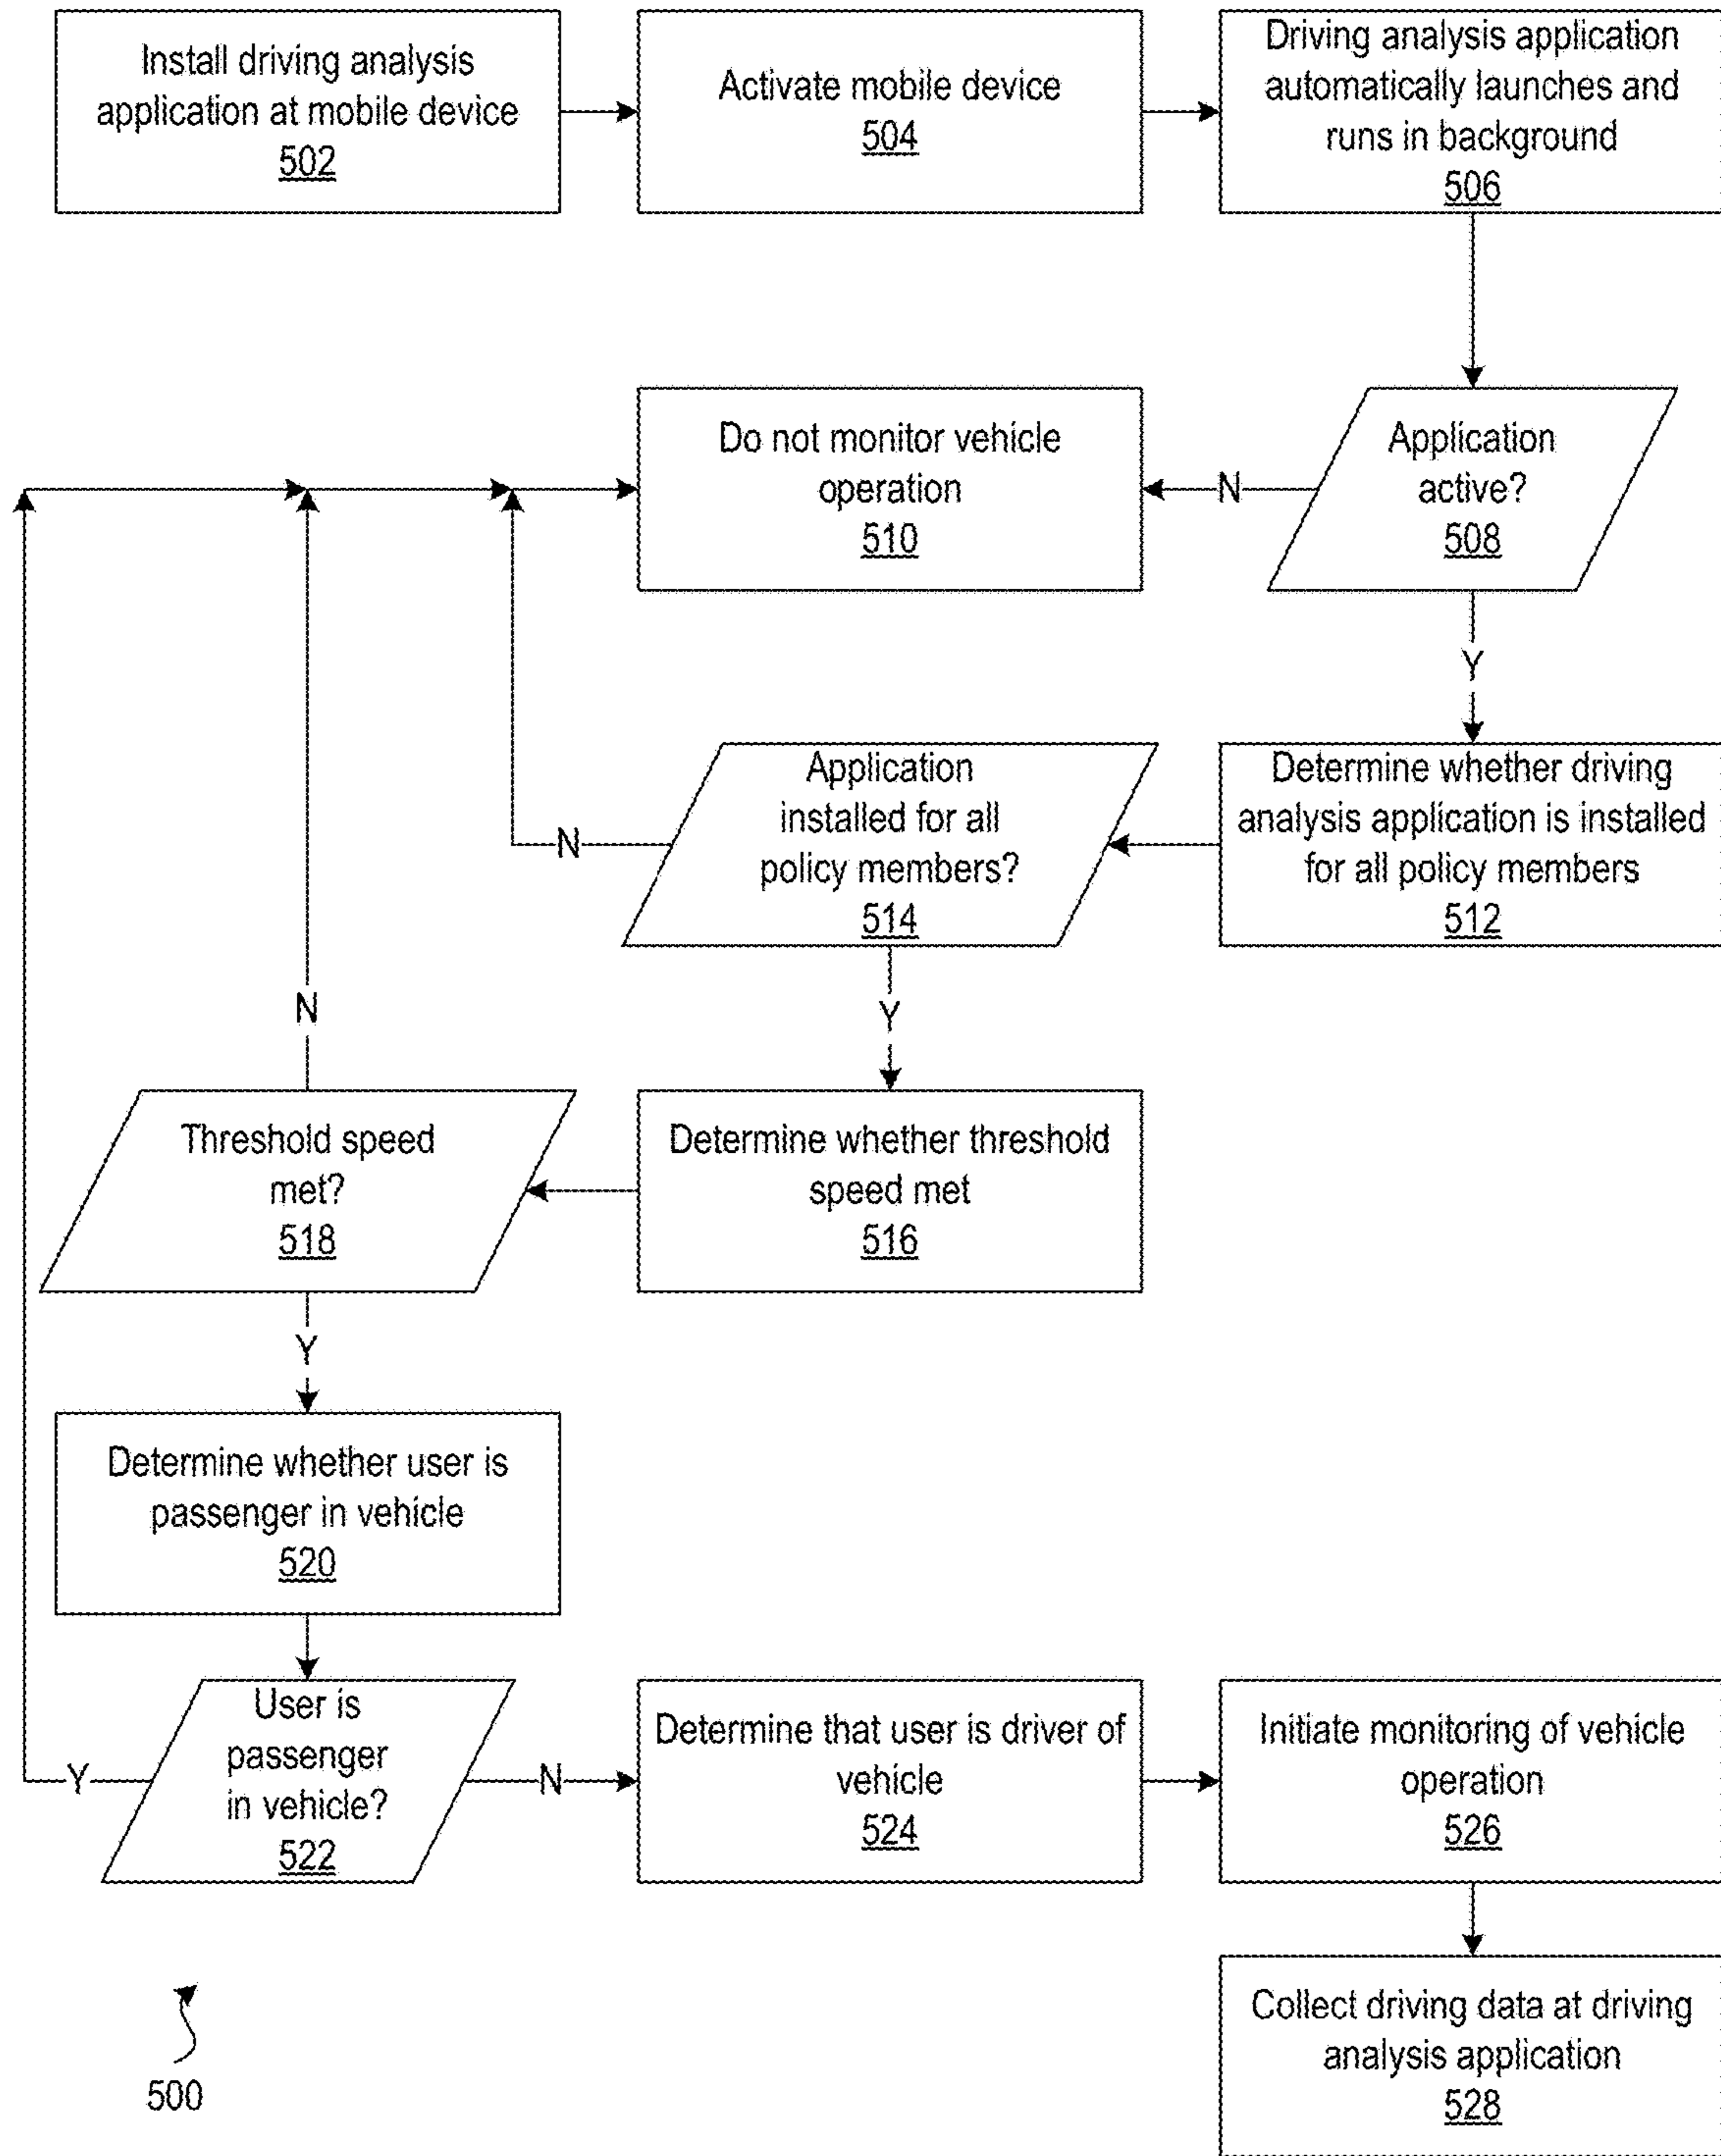 Install driving analysis
application at mobile device
502
Activate mobile device
504
Driving analysis application
automatically launches and
runs in background
506
Do not monitor vehicle
operation
510
N
Application
active?
508
Y
Application
installed for all
policy members?
514
N
Determine whether driving
analysis application is installed
for all policy members
512
N
Y
Threshold speed
met?
518
Determine whether threshold
speed met
516
Y
Determine whether user is
passenger in vehicle
520
Y
User is
passenger
in vehicle?
522
N
Determine that user is driver of
vehicle
524
Initiate monitoring of vehicle
operation
526
Collect driving data at driving
analysis application
528
500